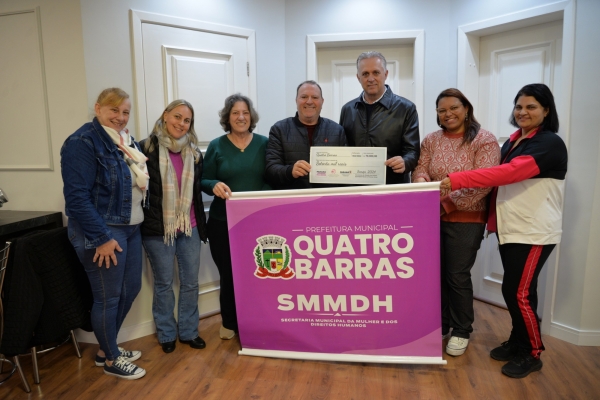 PREFEITURA MUNICIPAL
QUATRO
BARRAS
SMMDH
SECRETARIA MUNICIPAL DA MULHER E DOS
DIREITOS HUMANOS